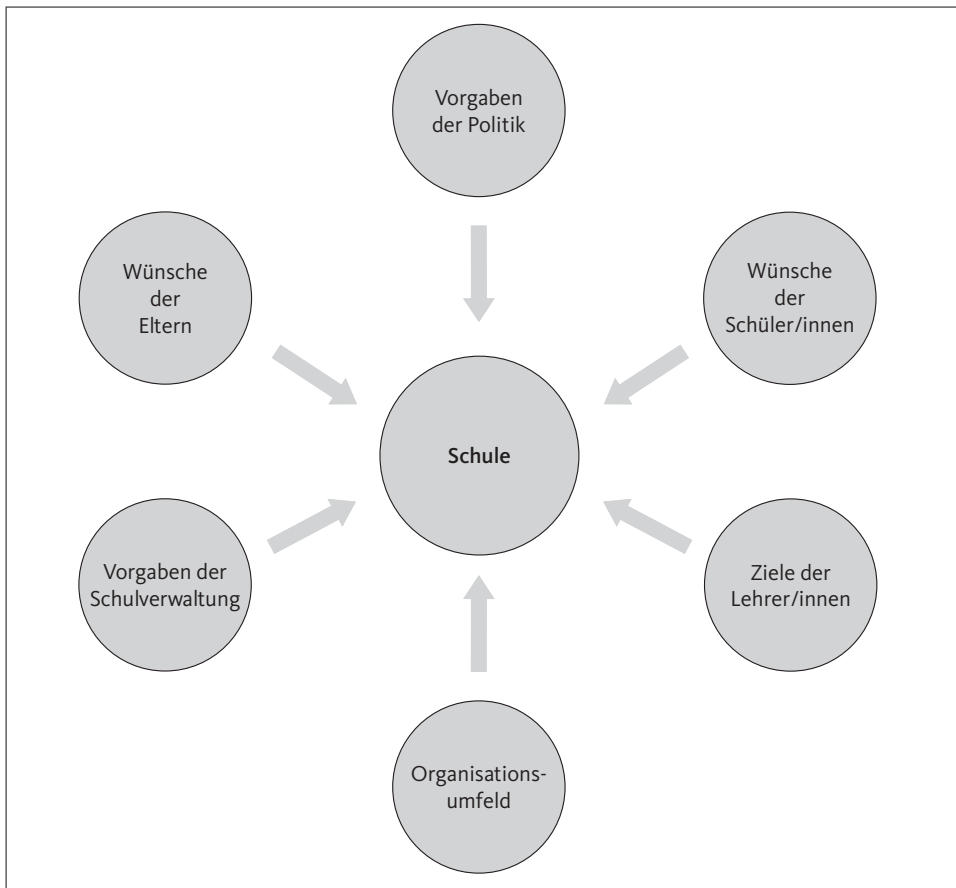 Vorgaben
der Politik
Wünsche
der
Eltern
Wünsche
der
Schüler/innen
Schule
Vorgaben der
Schulverwaltung
Ziele der
Lehrer/innen
Organisations-
umfeld